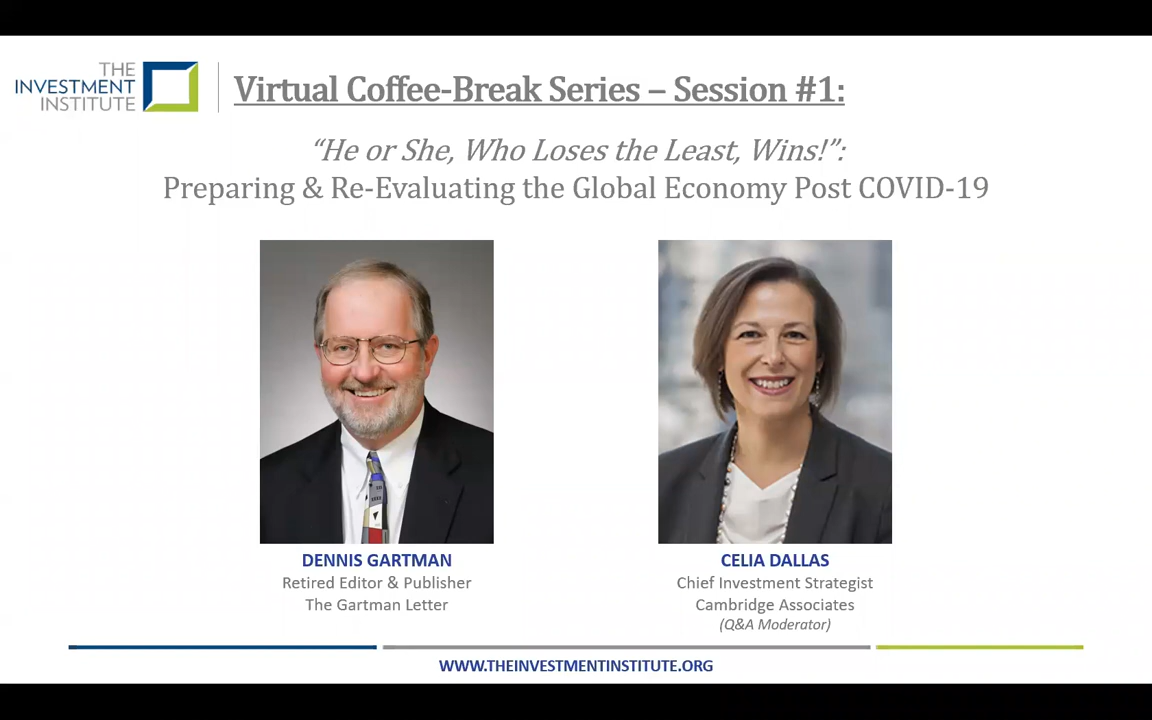 THE
INVESTMENT
INSTITUTE
Virtual Coffee-Break Series – Session #1:
“He or She, Who Loses the Least, Wins!”:
Preparing & Re-Evaluating the Global Economy Post COVID-19
DENNIS GARTMAN
Retired Editor & Publisher
The Gartman Letter
CELIA DALLAS
Chief Investment Strategist
Cambridge Associates
(Q&A Moderator)
WWW.THEINVESTMENTINSTITUTE.ORG